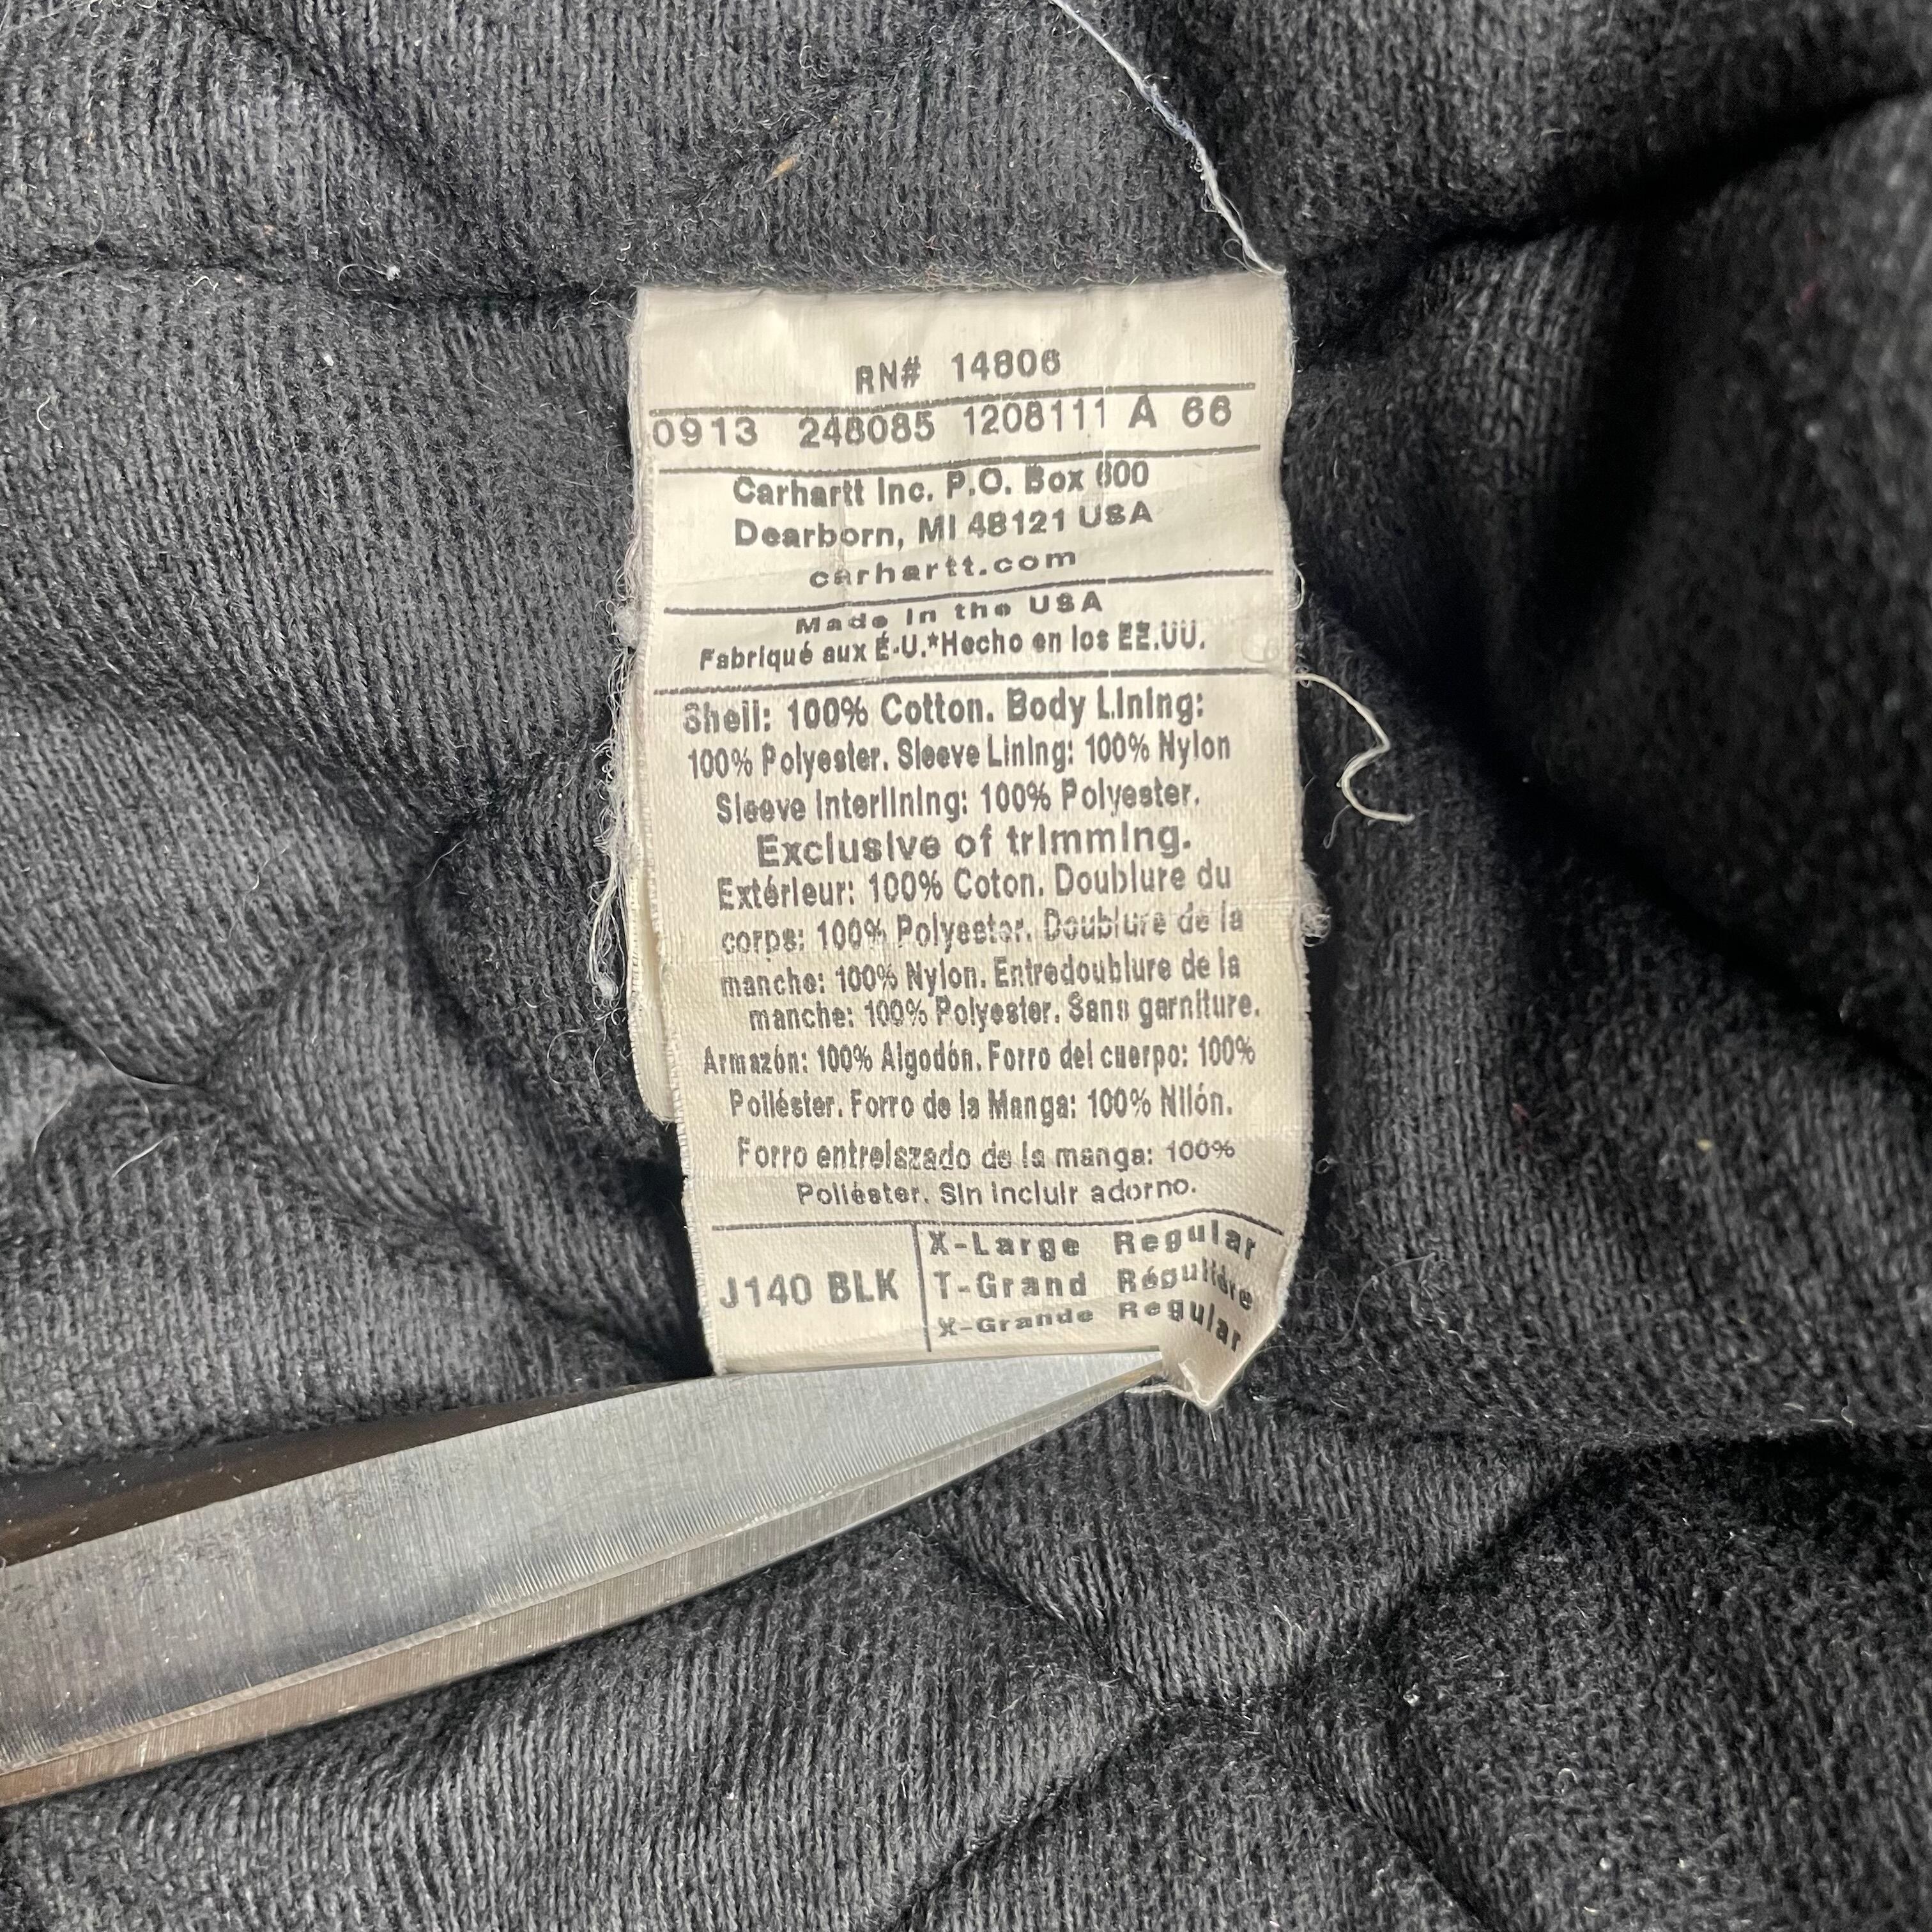 RN# 14806
0913 248085 1208111 A 66
Carhartt Inc. P.O. Box 600
Dearborn, MI 48121 USA
carhartt.com
Made in the USA
Fabriqué aux É-U.*Hecho en los EE.UU.
Shell: 100% Cotton. Body Lining:
100% Polyester. Sleeve Lining: 100% Nylon
Sleeve Interlining: 100% Polyester.
Exclusive of trimming.
Extérieur: 100% Coton. Doublure du
corps: 100% Polyester. Doublure de la
manche: 100% Nylon. Entredoublure de la
manche: 100% Polyester. Sans garniture.
Armazón: 100% Algodón. Forro del cuerpo: 100%
Poliéster. Forro de la Manga: 100% Nilón.
Forro entrelazado de la manga: 100%
Poliéster. Sin incluir adorno.
J140 BLK
X-Large Regular
T-Grand Régulière
X-Grande Regular